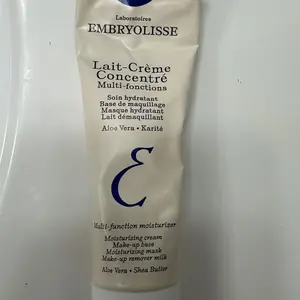 Laboratoires
EMBRYOLISSE
Lait-Crème
Concentré
Multi-fonctions
Soin hydratant
Base de maquillage
Masque hydratant
Lait démaquillant
Aloe Vera • Karité
E
Multi-function moisturizer
Moisturizing cream
Make-up base
Moisturizing mask
Make-up remover milk
Aloe Vera • Shea Butter